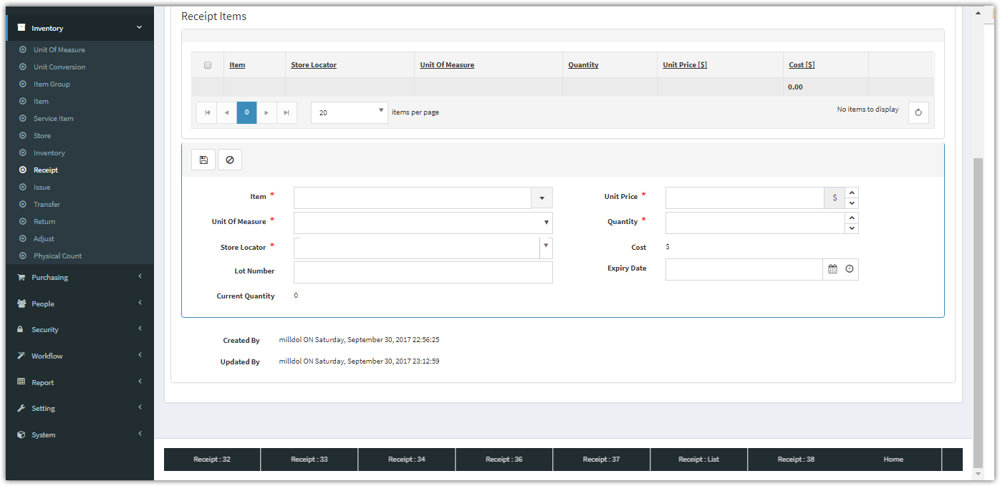 Inventory
Unit Of Measure
Unit Conversion
Item Group
Item
Service Item
Store
Inventory
Receipt
Issue
Transfer
Return
Adjust
Physical Count
Purchasing
People
Security
Workflow
Report
Setting
System
Receipt Items
Item Store Locator Unit Of Measure Quantity Unit Price [$] Cost [$]
0.00
0 20 items per page No items to display
Item * Unit Price * $
Unit Of Measure * Quantity *
Store Locator * Cost $
Lot Number Expiry Date
Current Quantity 0
Created By milldol ON Saturday, September 30, 2017 22:56:25
Updated By milldol ON Saturday, September 30, 2017 23:12:59
Receipt : 32 Receipt : 33 Receipt : 34 Receipt : 36 Receipt : 37 Receipt : List Receipt : 38 Home